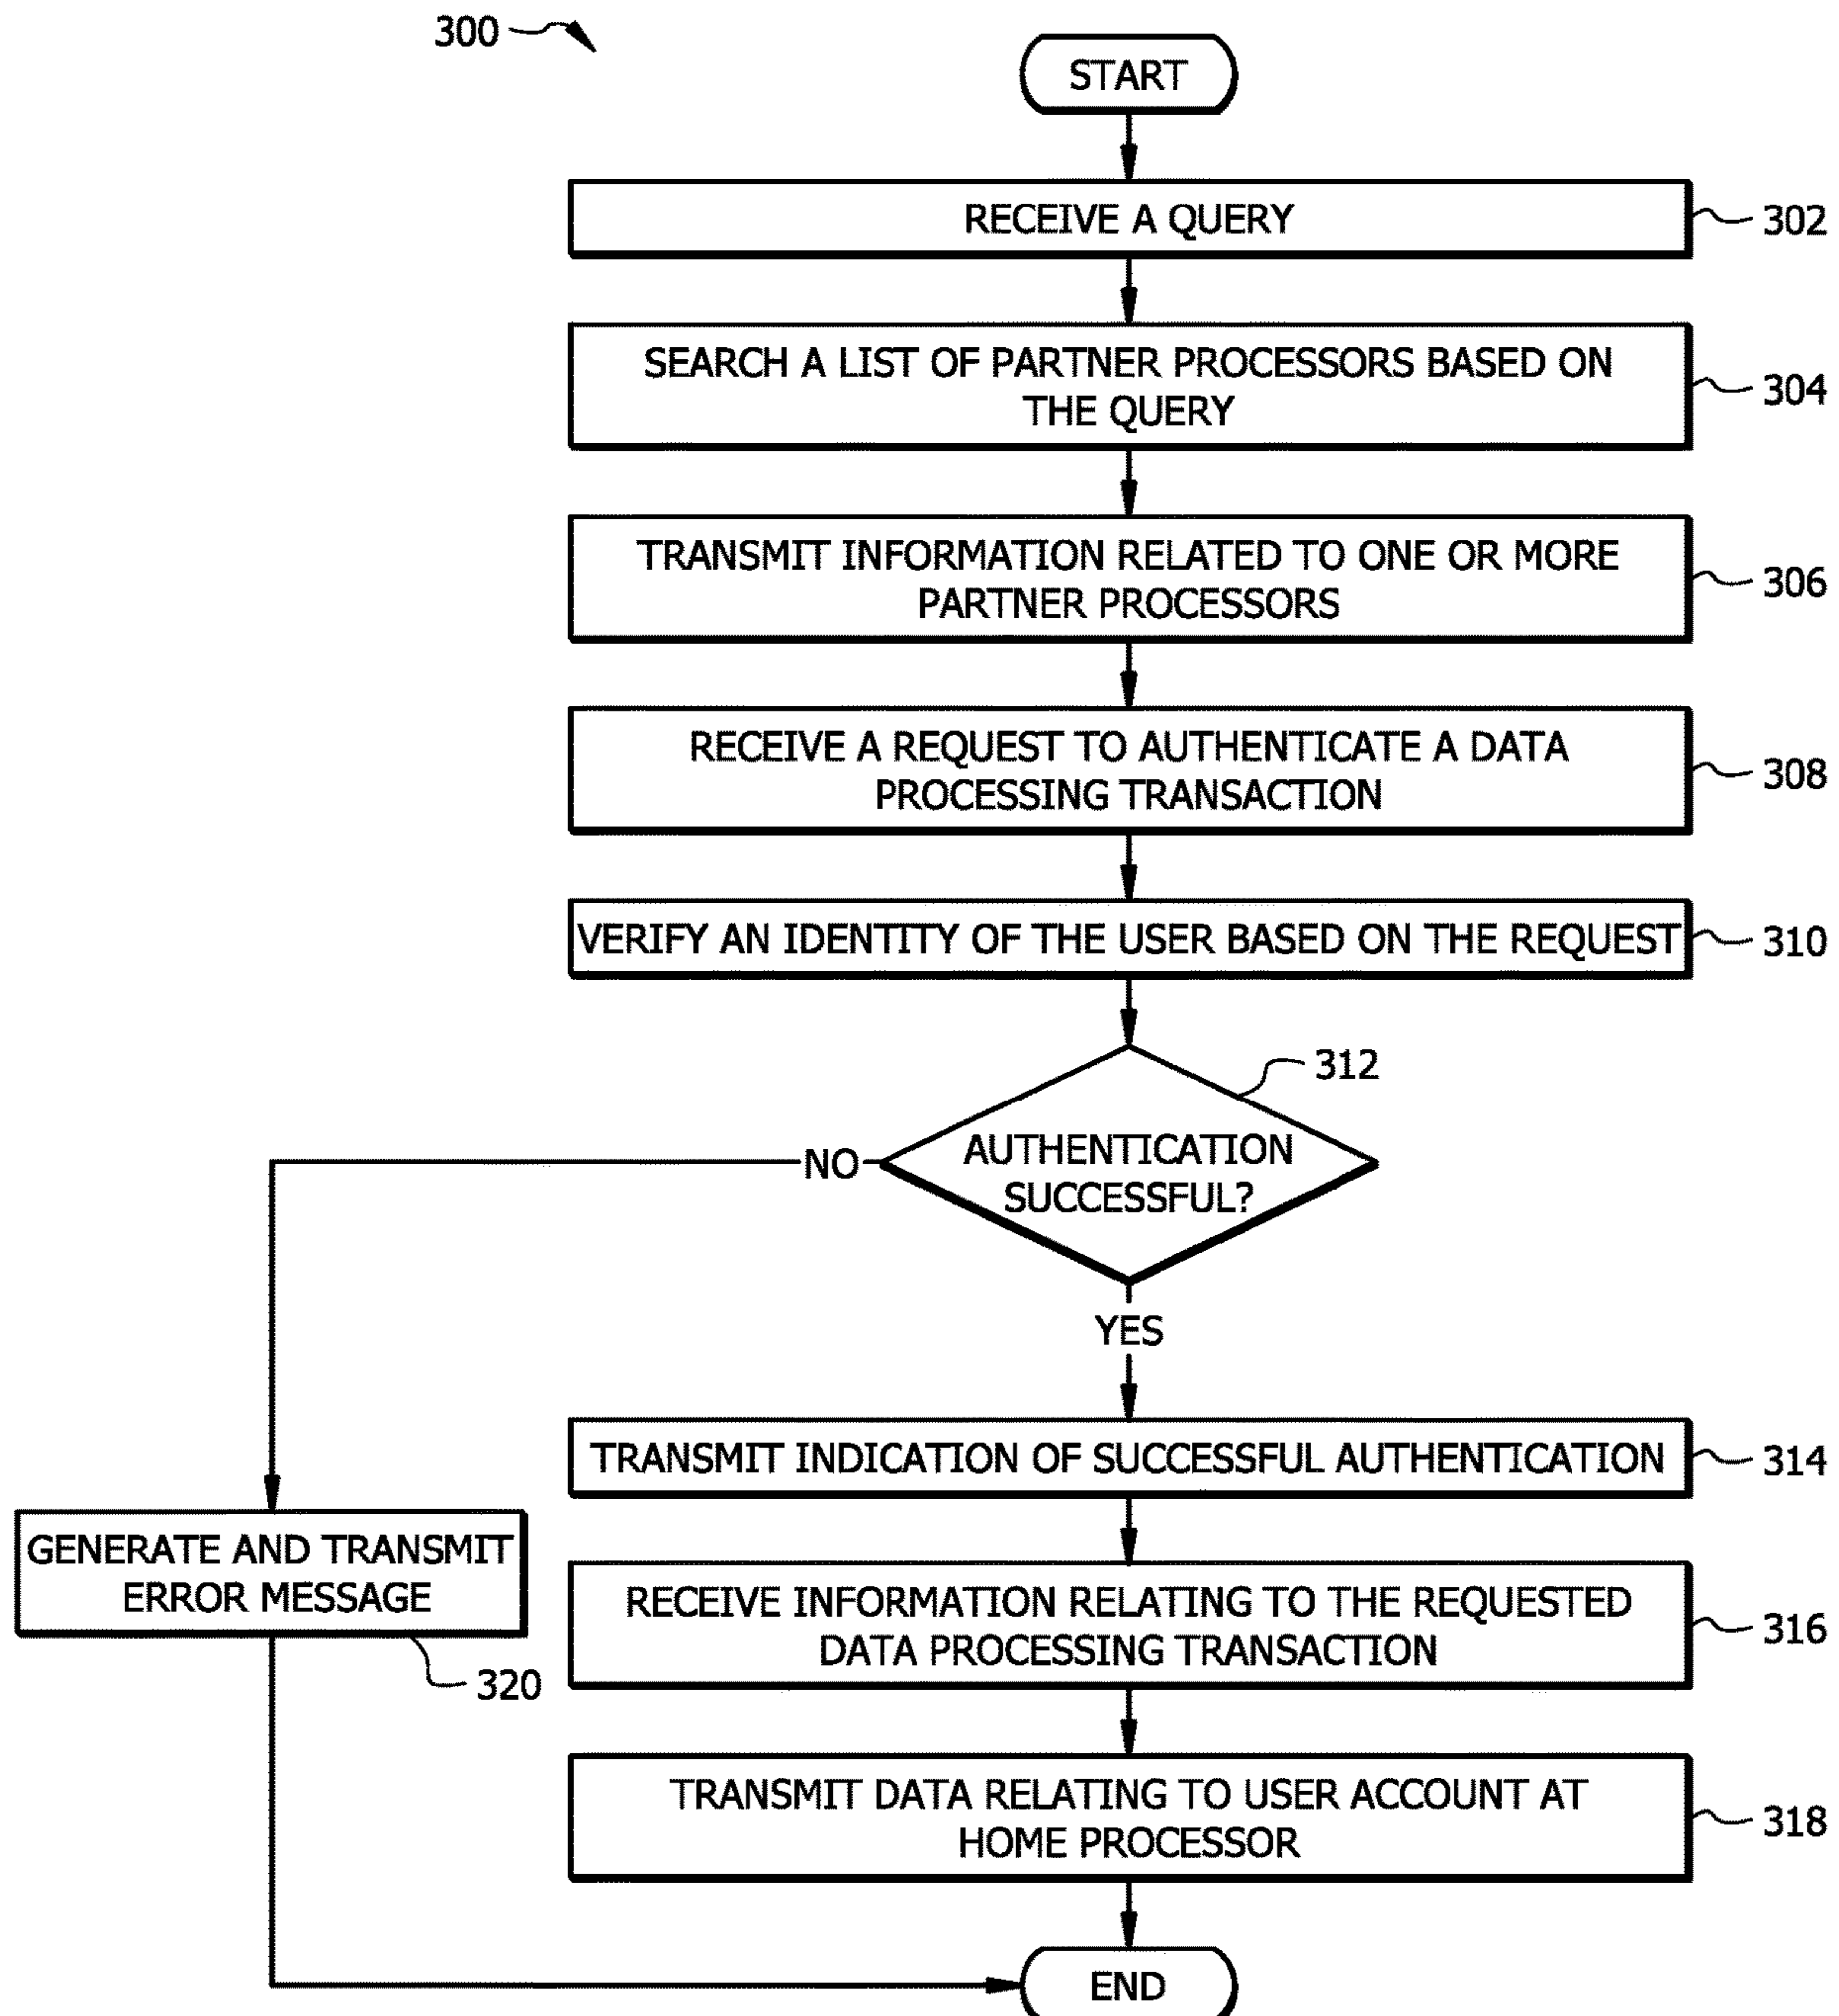 300
START
RECEIVE A QUERY
302
SEARCH A LIST OF PARTNER PROCESSORS BASED ON
THE QUERY
304
TRANSMIT INFORMATION RELATED TO ONE OR MORE
PARTNER PROCESSORS
306
RECEIVE A REQUEST TO AUTHENTICATE A DATA
PROCESSING TRANSACTION
308
VERIFY AN IDENTITY OF THE USER BASED ON THE REQUEST
310
312
AUTHENTICATION
SUCCESSFUL?
NO
YES
TRANSMIT INDICATION OF SUCCESSFUL AUTHENTICATION
314
GENERATE AND TRANSMIT
ERROR MESSAGE
320
RECEIVE INFORMATION RELATING TO THE REQUESTED
DATA PROCESSING TRANSACTION
316
TRANSMIT DATA RELATING TO USER ACCOUNT AT
HOME PROCESSOR
318
END